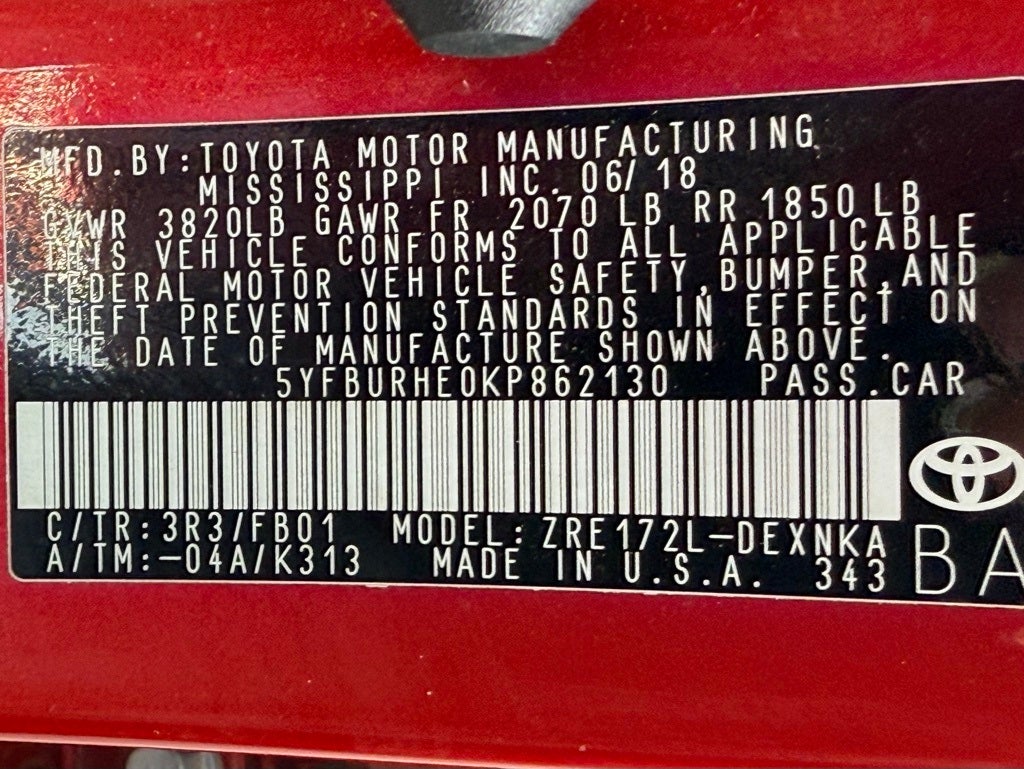 MFD.BY:TOYOTA MOTOR MANUFACTURING
MISSISSIPPI INC. 06/18
GVWR 3820LB GAWR FR 2070LB RR 1850LB
THIS VEHICLE CONFORMS TO ALL APPLICABLE
FEDERAL MOTOR VEHICLE SAFETY,BUMPER,AND
THEFT PREVENTION STANDARDS IN EFFECT ON
THE DATE OF MANUFACTURE SHOWN ABOVE.
5YFBURHE0KP862130 PASS.CAR
C/TR:3R3/FB01 MODEL:ZRE172L-DEXNKA
A/TM:-04A/K313 MADE IN U.S.A. 343
BA